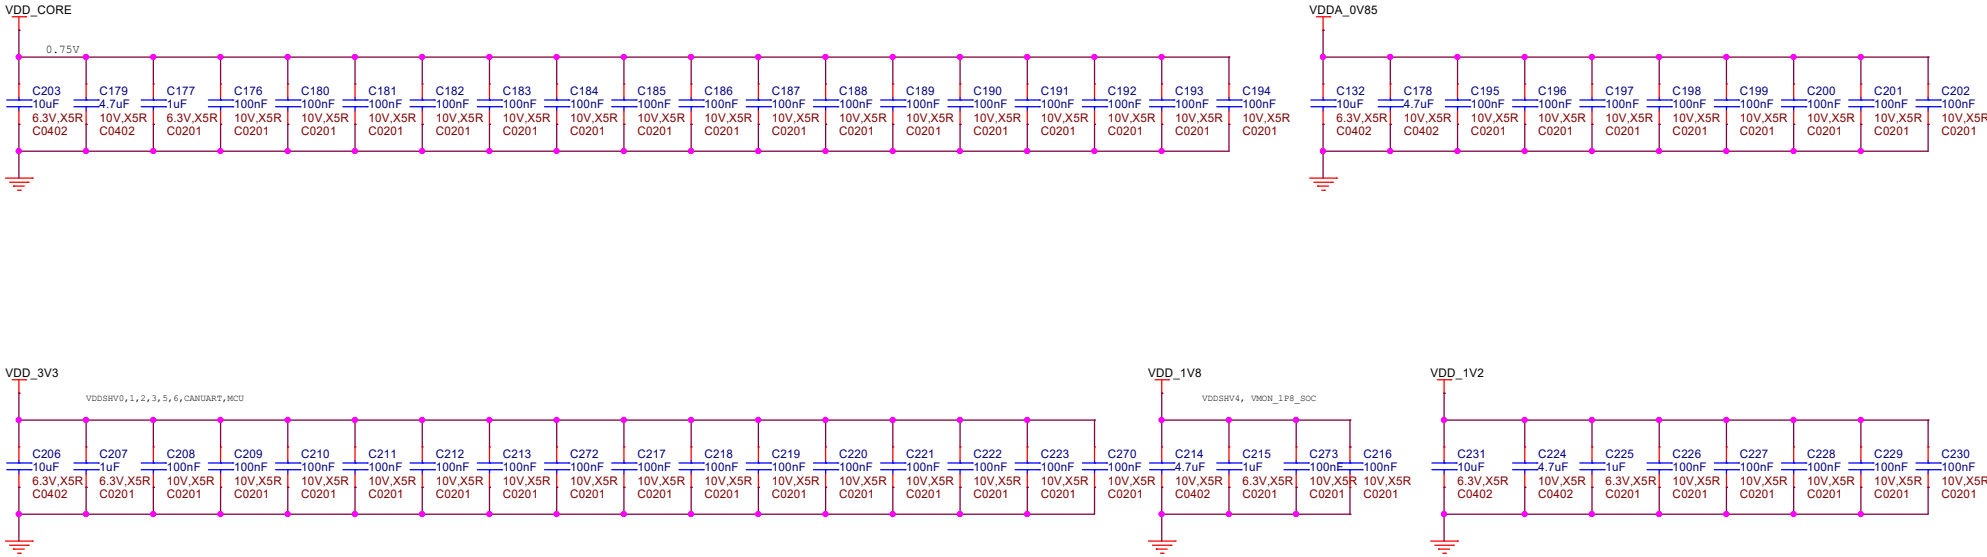 VDD_CORE
0.75V
C203
10uF
6.3V,X5R
C0402
C179
4.7uF
10V,X5R
C0402
C177
1uF
6.3V,X5R
C0201
C176
100nF
10V,X5R
C0201
C180
100nF
10V,X5R
C0201
C181
100nF
10V,X5R
C0201
C182
100nF
10V,X5R
C0201
C183
100nF
10V,X5R
C0201
C184
100nF
10V,X5R
C0201
C185
100nF
10V,X5R
C0201
C186
100nF
10V,X5R
C0201
C187
100nF
10V,X5R
C0201
C188
100nF
10V,X5R
C0201
C189
100nF
10V,X5R
C0201
C190
100nF
10V,X5R
C0201
C191
100nF
10V,X5R
C0201
C192
100nF
10V,X5R
C0201
C193
100nF
10V,X5R
C0201
C194
100nF
10V,X5R
C0201
VDDA_0V85
C132
10uF
6.3V,X5R
C0402
C178
4.7uF
10V,X5R
C0402
C195
100nF
10V,X5R
C0201
C196
100nF
10V,X5R
C0201
C197
100nF
10V,X5R
C0201
C198
100nF
10V,X5R
C0201
C199
100nF
10V,X5R
C0201
C200
100nF
10V,X5R
C0201
C201
100nF
10V,X5R
C0201
C202
100nF
10V,X5R
C0201
VDD_3V3
VDDSHV0,1,2,3,5,6,CANUART,MCU
C206
10uF
6.3V,X5R
C0402
C207
1uF
6.3V,X5R
C0201
C208
100nF
10V,X5R
C0201
C209
100nF
10V,X5R
C0201
C210
100nF
10V,X5R
C0201
C211
100nF
10V,X5R
C0201
C212
100nF
10V,X5R
C0201
C213
100nF
10V,X5R
C0201
C272
100nF
10V,X5R
C0201
C217
100nF
10V,X5R
C0201
C218
100nF
10V,X5R
C0201
C219
100nF
10V,X5R
C0201
C220
100nF
10V,X5R
C0201
C221
100nF
10V,X5R
C0201
C222
100nF
10V,X5R
C0201
C223
100nF
10V,X5R
C0201
C270
100nF
10V,X5R
C0201
VDD_1V8
VDDSHV4, VMON_1P8_SOC
C214
4.7uF
10V,X5R
C0402
C215
1uF
6.3V,X5R
C0201
C273
100nF
10V,X5R
C0201
C216
100nF
10V,X5R
C0201
VDD_1V2
C231
10uF
6.3V,X5R
C0402
C224
4.7uF
10V,X5R
C0402
C225
1uF
6.3V,X5R
C0201
C226
100nF
10V,X5R
C0201
C227
100nF
10V,X5R
C0201
C228
100nF
10V,X5R
C0201
C229
100nF
10V,X5R
C0201
C230
100nF
10V,X5R
C0201